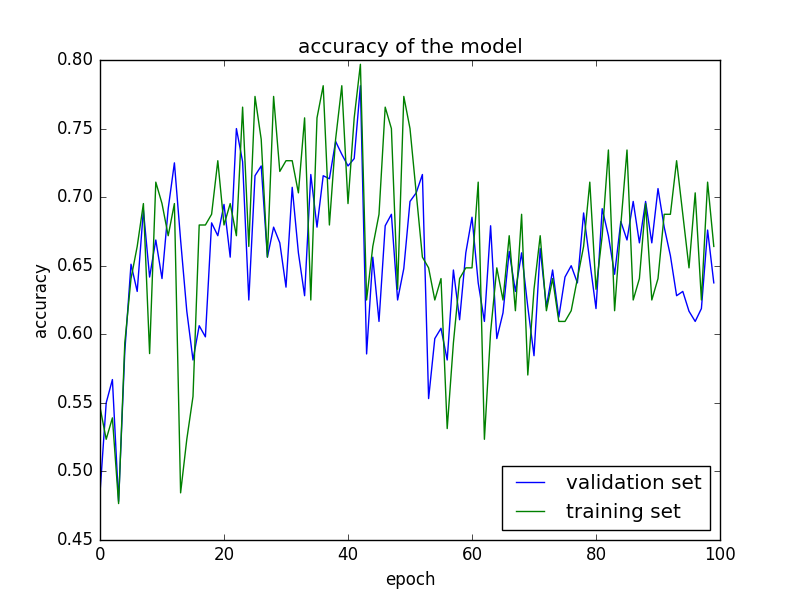 accuracy of the model
0.80
0.75
0.70
0.65
0.60
0.55
0.50
0.45
accuracy
validation set
training set
0 20 40 60 80 100
epoch